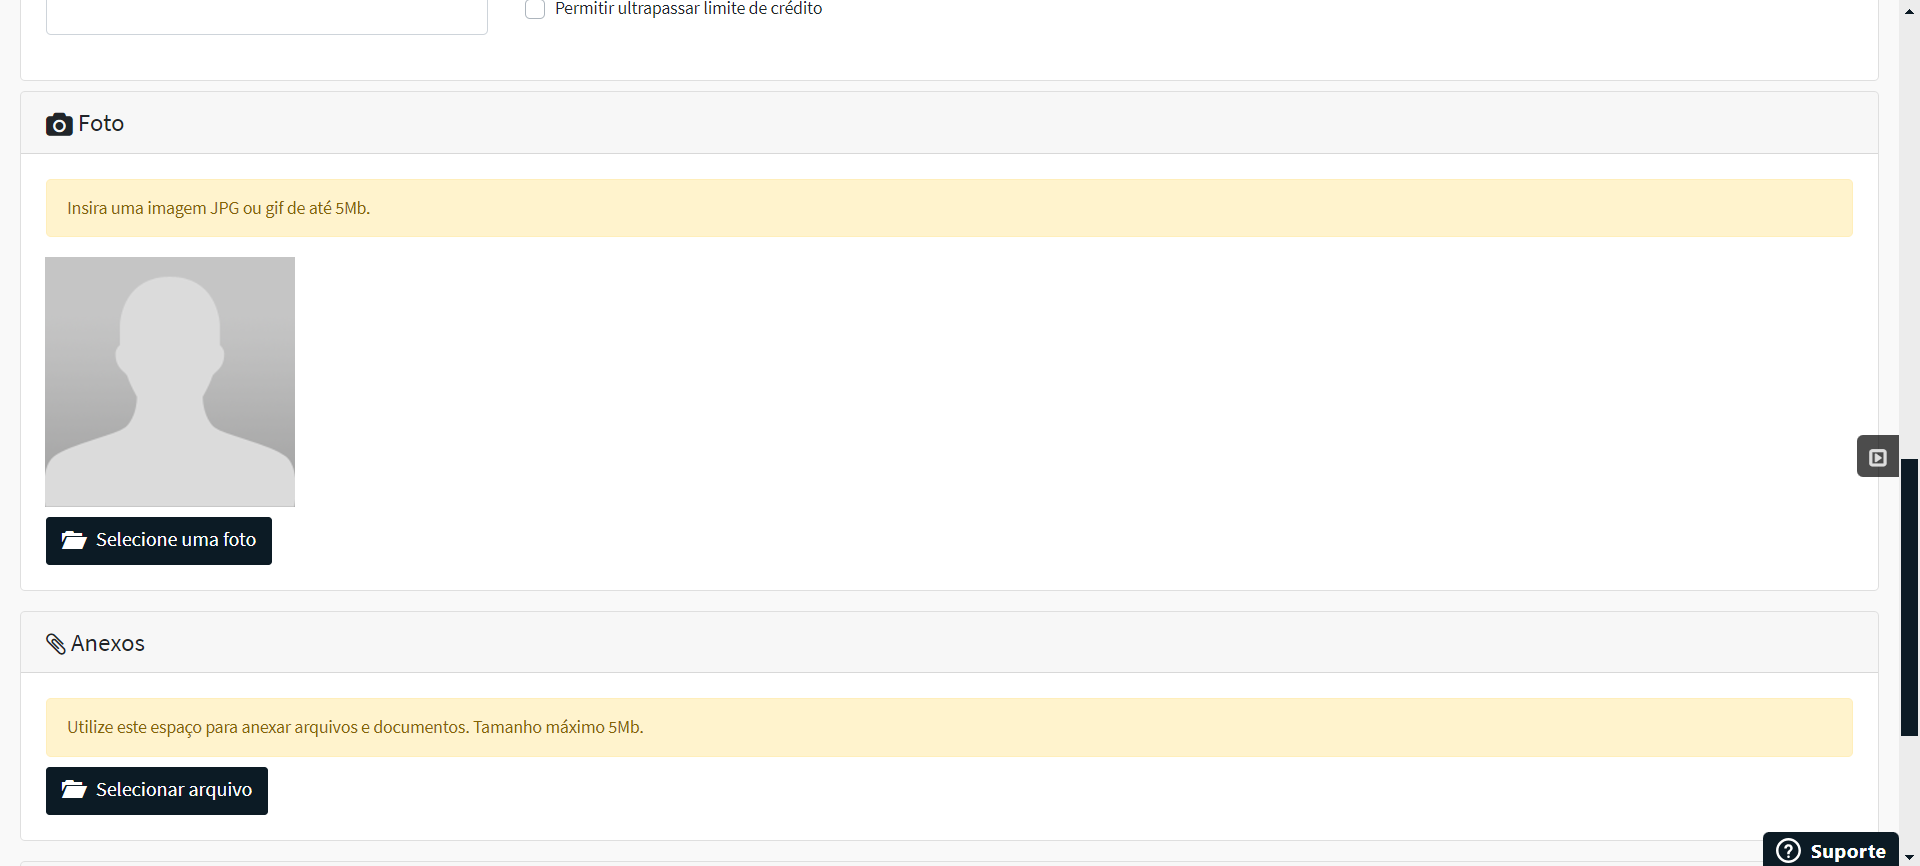 Permitir ultrapassar limite de crédito
Foto
Insira uma imagem JPG ou gif de até 5Mb.
Selecione uma foto
Anexos
Utilize este espaço para anexar arquivos e documentos. Tamanho máximo 5Mb.
Selecionar arquivo
Suporte